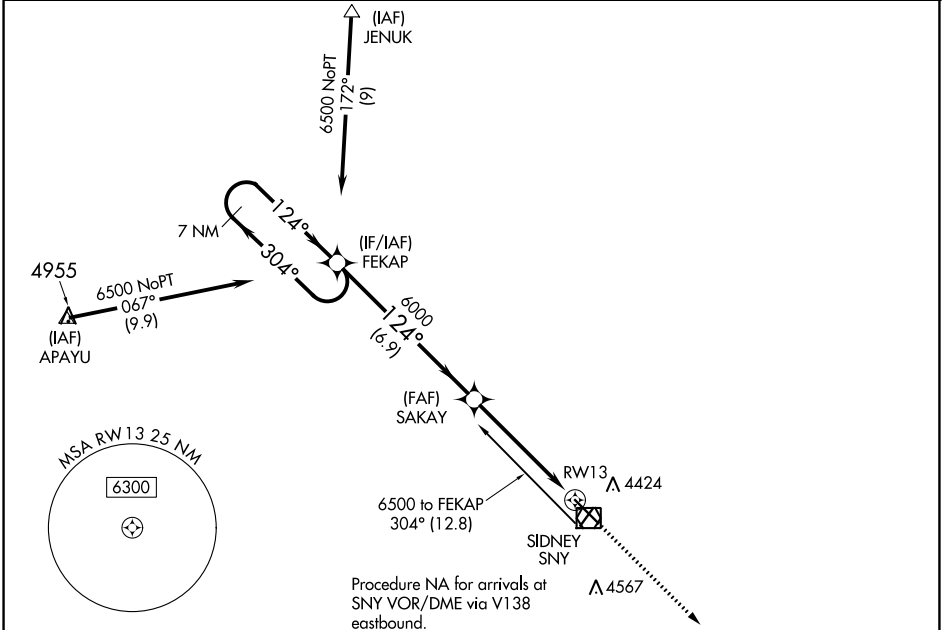 (IAF)
JENUK
6500 NoPT
172°
(9)
124°
7 NM
304°
(IF/IAF)
FEKAP
4955
6500 NoPT
067°
(9.9)
(IAF)
APAYU
6000
124°
(6.9)
(FAF)
SAKAY
MSA RW13 25 NM
6300
RW13
4424
6500 to FEKAP
304° (12.8)
SIDNEY
SNY
4567
Procedure NA for arrivals at
SNY VOR/DME via V138
eastbound.